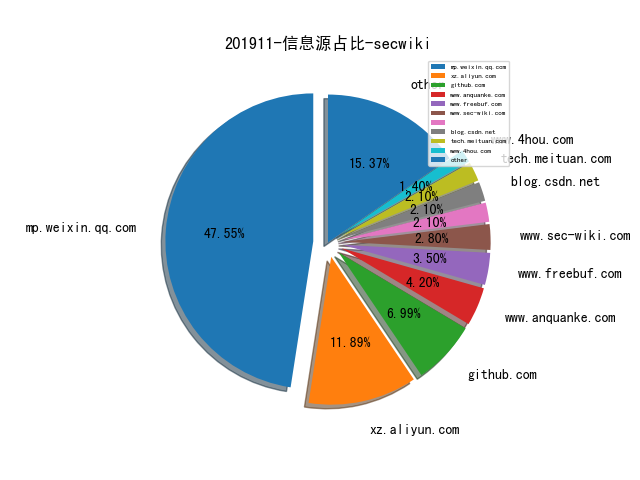 201911-信息源占比-secwiki
mp.weixin.qq.com
xz.aliyun.com
github.com
www.anquanke.com
www.freebuf.com
www.sec-wiki.com
blog.csdn.net
tech.meituan.com
www.4hou.com
other
15.37%
www.4hou.com
tech.meituan.com
blog.csdn.net
1.40%
2.10%
2.10%
2.10%
mp.weixin.qq.com
47.55%
2.80%
www.sec-wiki.com
3.50%
www.freebuf.com
4.20%
6.99%
www.anquanke.com
11.89%
github.com
xz.aliyun.com